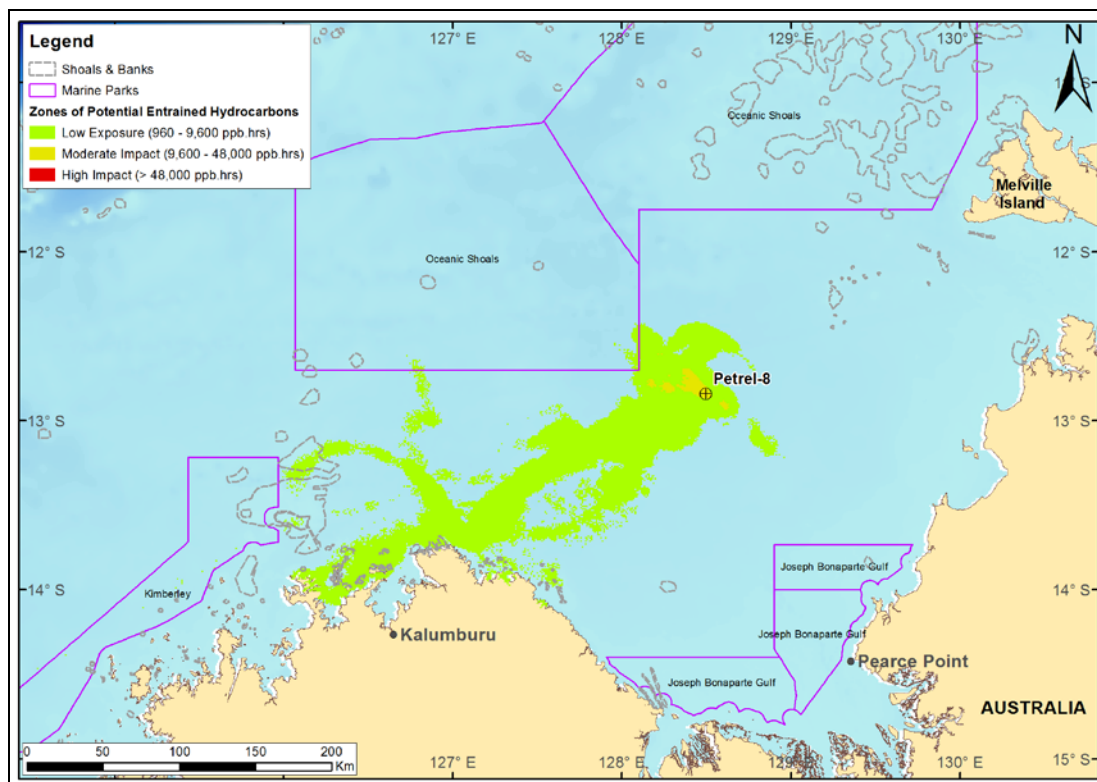 Legend
Shoals & Banks
Marine Parks
Zones of Potential Entrained Hydrocarbons
Low Exposure (960 - 9,600 ppb.hrs)
Moderate Impact (9,600 - 48,000 ppb.hrs)
High Impact (> 48,000 ppb.hrs)
127° E
128° E
129° E
130° E
N
Oceanic Shoals
Melville
Island
12° S
12° S
Oceanic Shoals
Petrel-8
13° S
13° S
Joseph Bonaparte Gulf
14° S
14° S
Kimberley
Kalumburu
Joseph Bonaparte Gulf
Pearce Point
Joseph Bonaparte Gulf
AUSTRALIA
0 50 100 150 200
Km
127° E
128° E
129° E
130° E
15° S